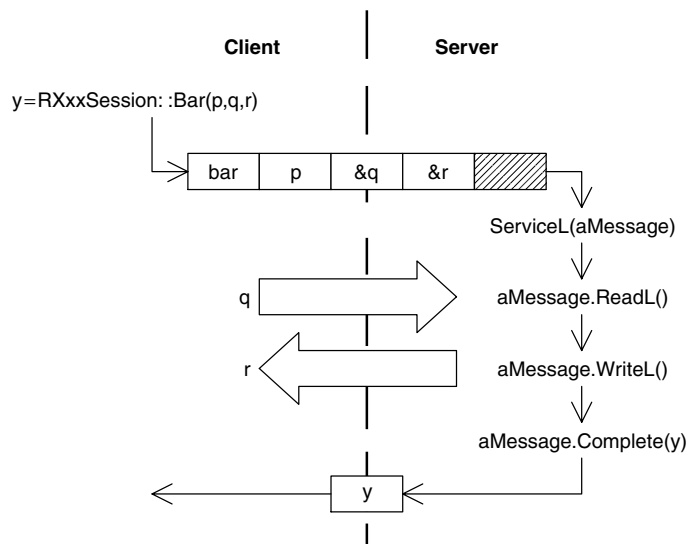 Client Server
y=RXxxSession: :Bar(p,q,r)
bar p &q &r
ServiceL(aMessage)
q aMessage.ReadL()
r aMessage.WriteL()
aMessage.Complete(y)
y